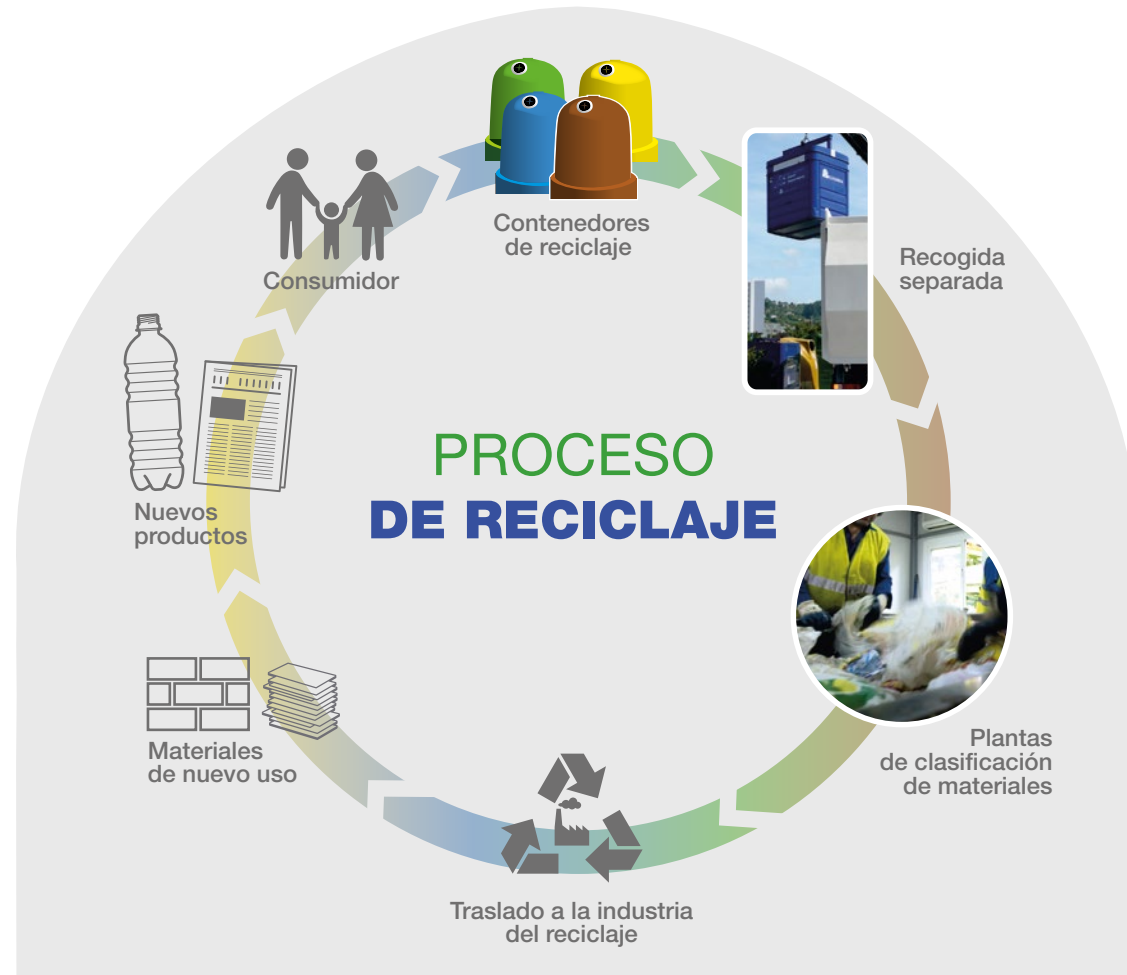 Contenedores
de reciclaje
Recogida
separada
Consumidor
PROCESO
DE RECICLAJE
Nuevos
productos
Plantas
de clasificación
de materiales
Materiales
de nuevo uso
Traslado a la industria
del reciclaje